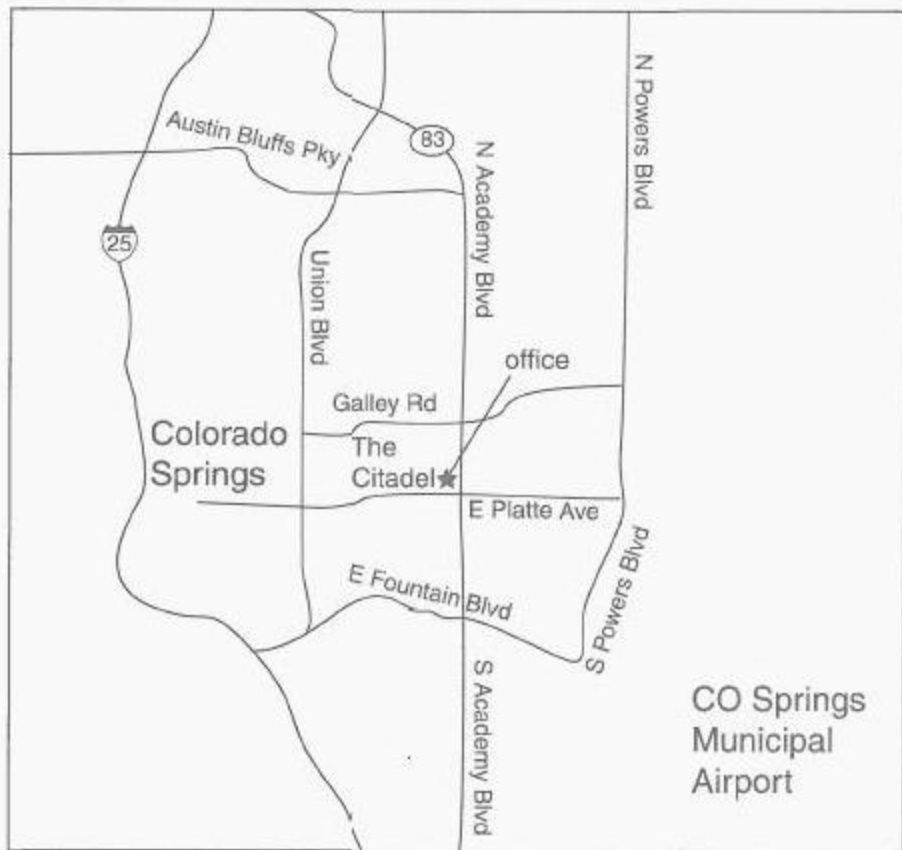 Austin Bluffs Pky
83
N Powers Blvd
N Academy Blvd
25
Union Blvd
office
Galley Rd
Colorado
Springs
The
Citadel
E Platte Ave
E Fountain Blvd
S Powers Blvd
S Academy Blvd
CO Springs
Municipal
Airport